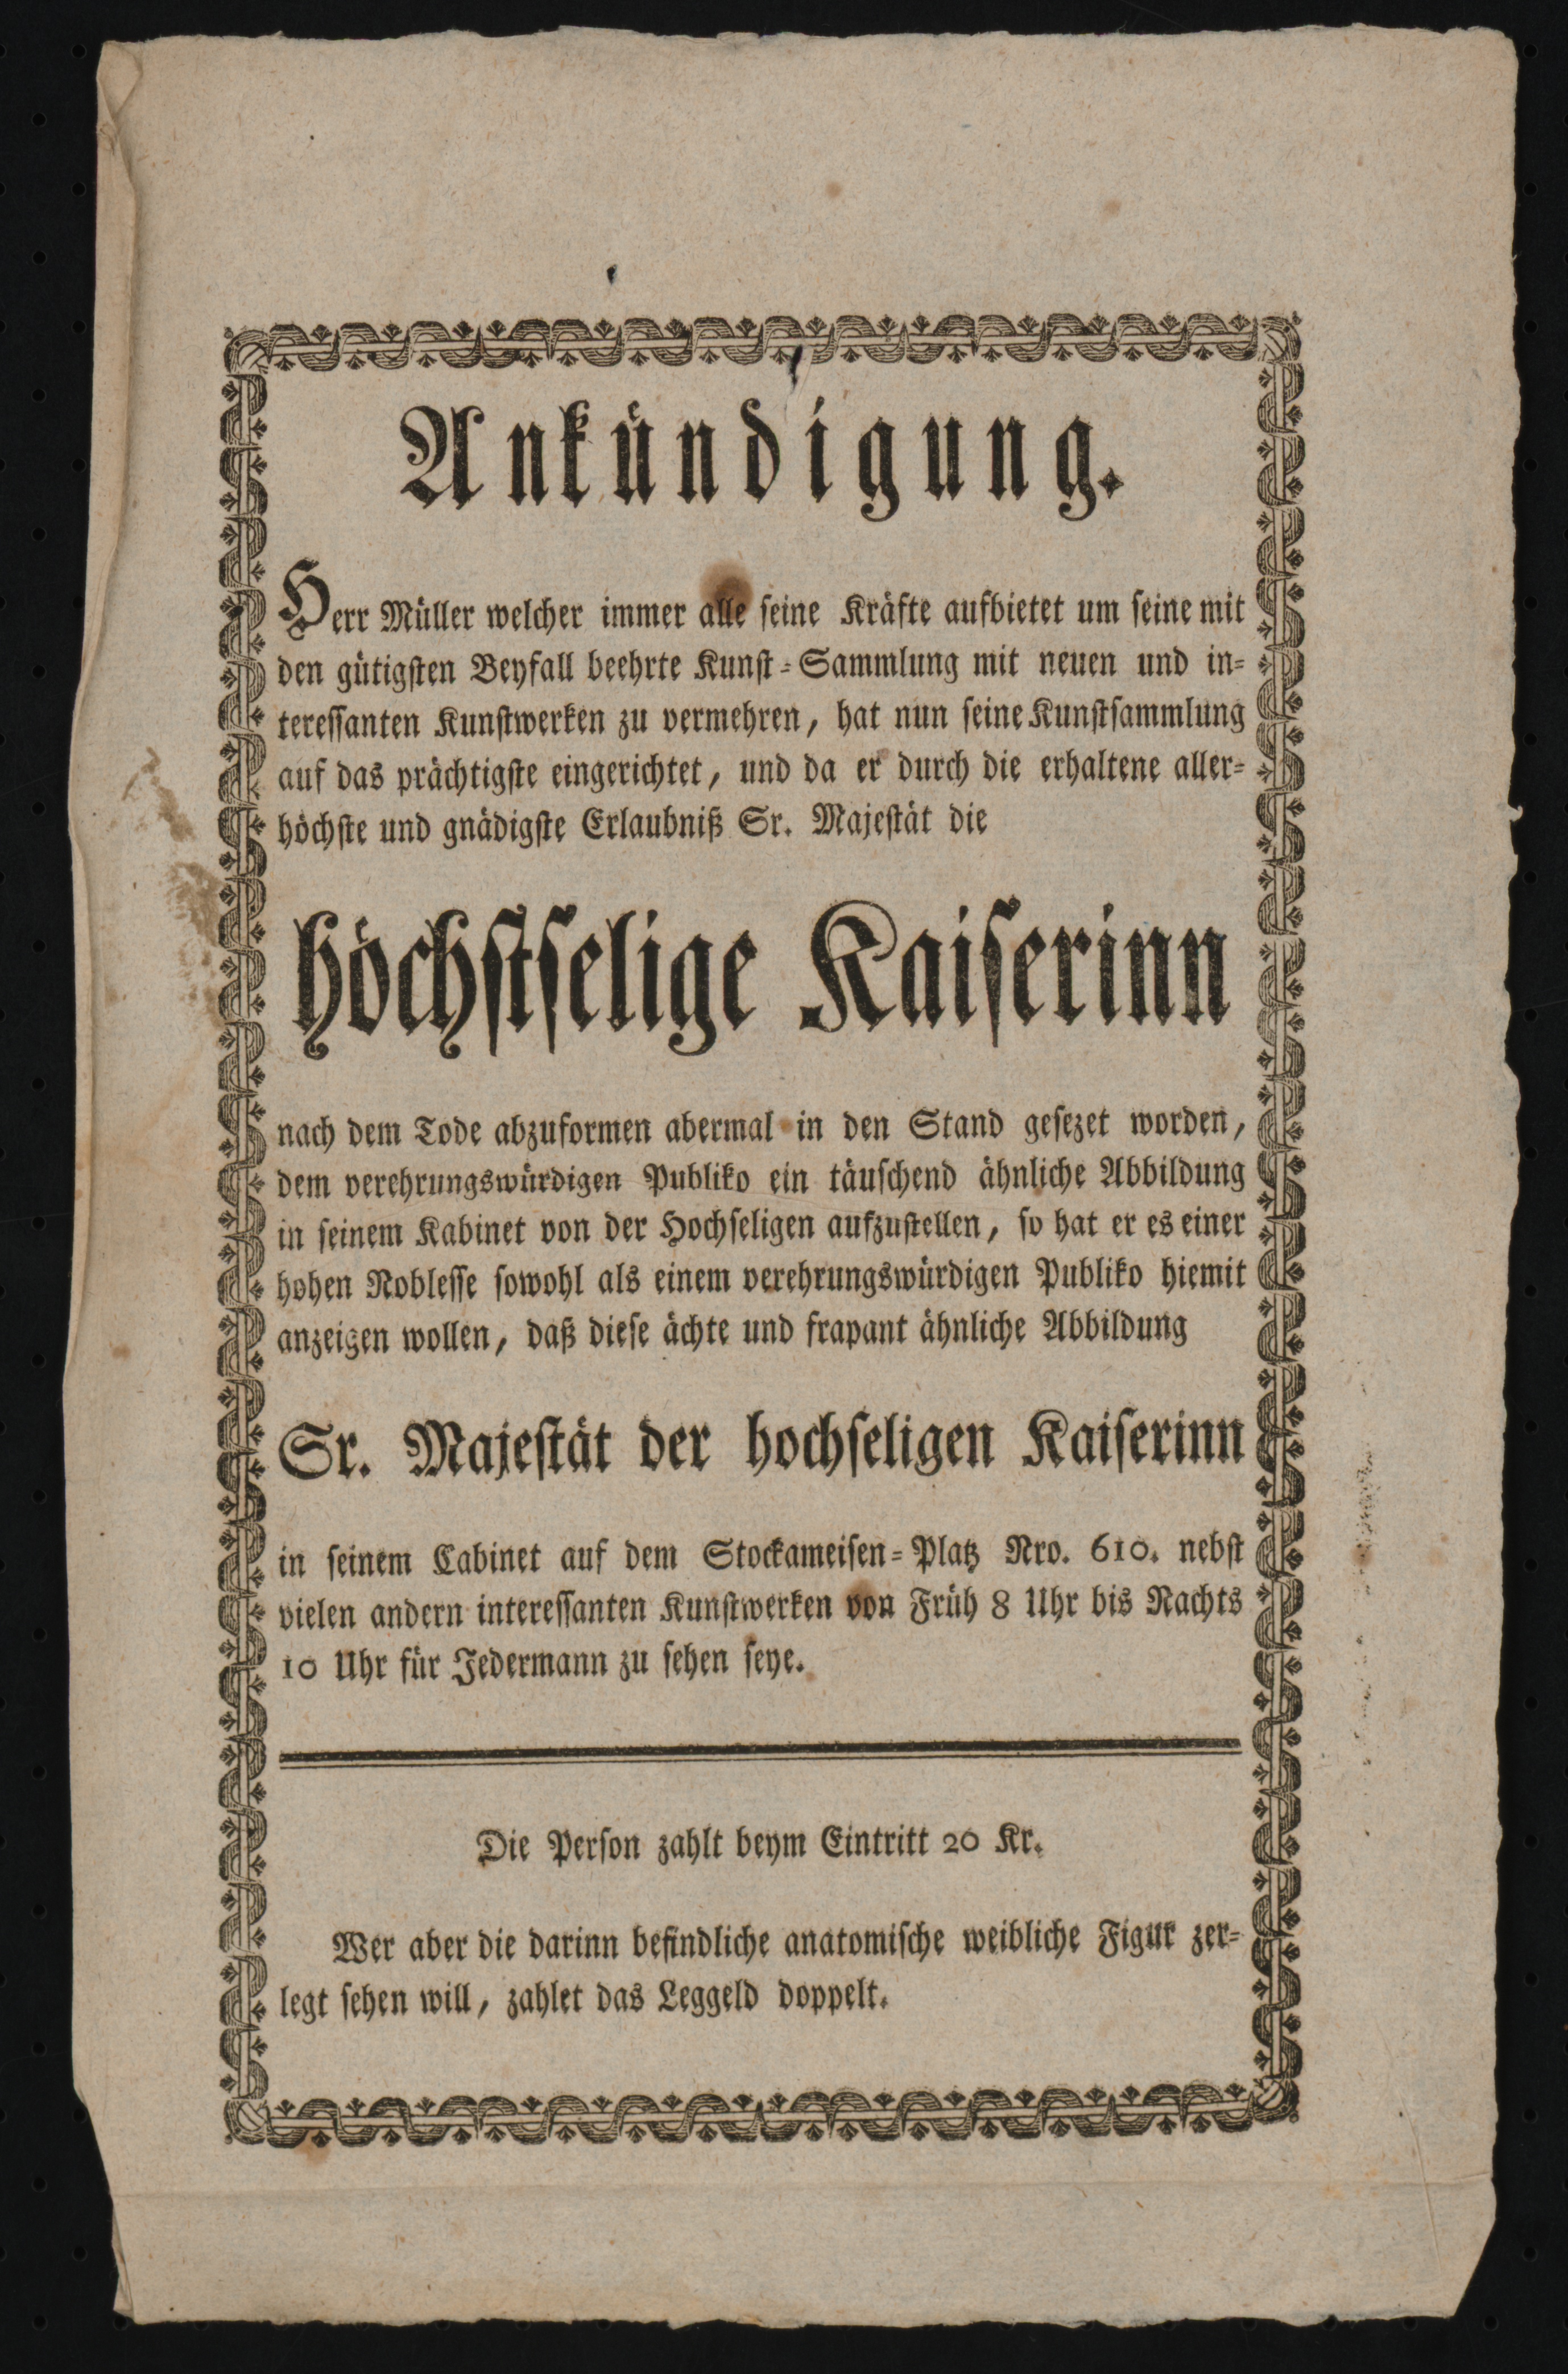 Ankündigung.
Herr Müller welcher immer alle seine Kräfte aufbietet um seine mit
den gütigsten Beyfall beehrte Kunst-Sammlung mit neuen und in-
teressanten Kunstwerken zu vermehren, hat nun seine Kunstsammlung
auf das prächtigste eingerichtet, und da er durch die erhaltene aller-
höchste und gnädigste Erlaubniß Sr. Majestät die
höchstselige Kaiserinn
nach dem Tode abzuformen abermal in den Stand gesezet worden,
dem verehrungswürdigen Publiko ein täuschend ähnliche Abbildung
in seinem Kabinet von der Hochseligen aufzustellen, so hat er es einer
hohen Noblesse sowohl als einem verehrungswürdigen Publiko hiemit
anzeigen wollen, daß diese ächte und frapant ähnliche Abbildung
Sr. Majestät der hochseligen Kaiserinn
in seinem Cabinet auf dem Stockameisen-Platz Nro. 610. nebst
vielen andern interessanten Kunstwerken von Früh 8 Uhr bis Nachts
10 Uhr für Jedermann zu sehen seye.
Die Person zahlt beym Eintritt 20 Kr.
Wer aber die darinn befindliche anatomische weibliche Figur zer-
legt sehen will, zahlet das Leggeld doppelt.